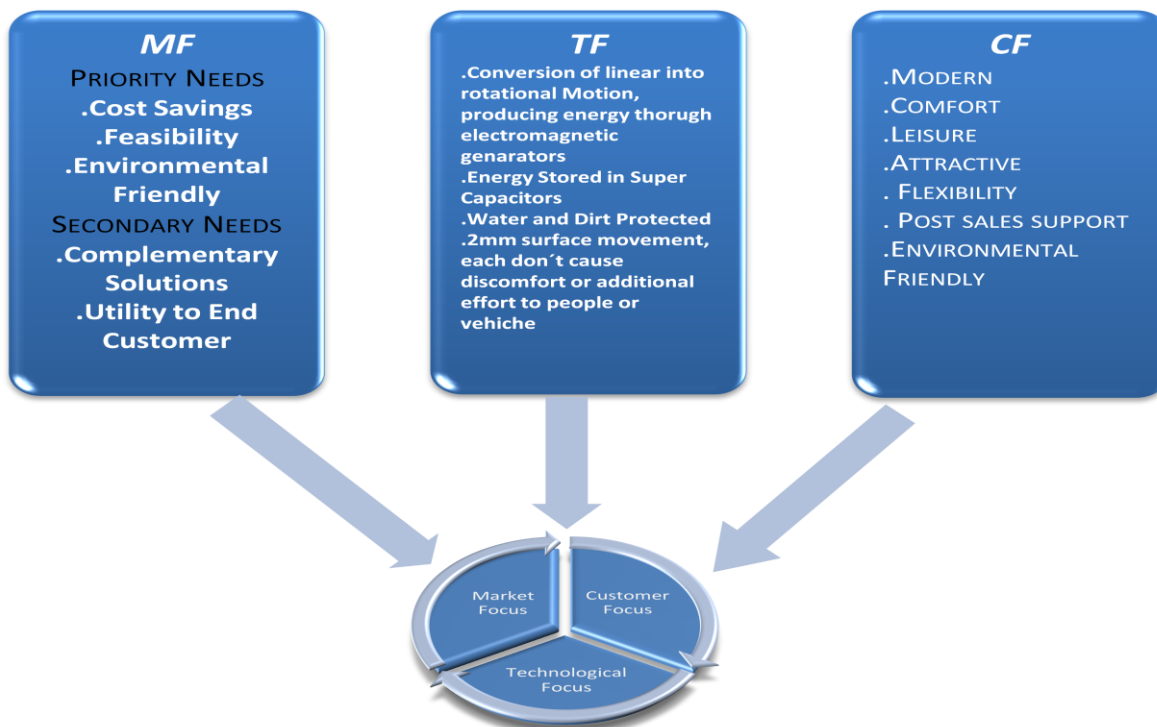 MF
PRIORITY NEEDS
.Cost Savings
.Feasibility
.Environmental
Friendly
SECONDARY NEEDS
.Complementary
Solutions
.Utility to End
Customer
TF
.Conversion of linear into
rotational Motion,
producing energy thorugh
electromagnetic
genarators
.Energy Stored in Super
Capacitors
.Water and Dirt Protected
.2mm surface movement,
each don´t cause
discomfort or additional
effort to people or
vehiche
CF
.MODERN
.COMFORT
.LEISURE
.ATTRACTIVE
. FLEXIBILITY
. POST SALES SUPPORT
.ENVIRONMENTAL
FRIENDLY
Market
Focus
Customer
Focus
Technological
Focus